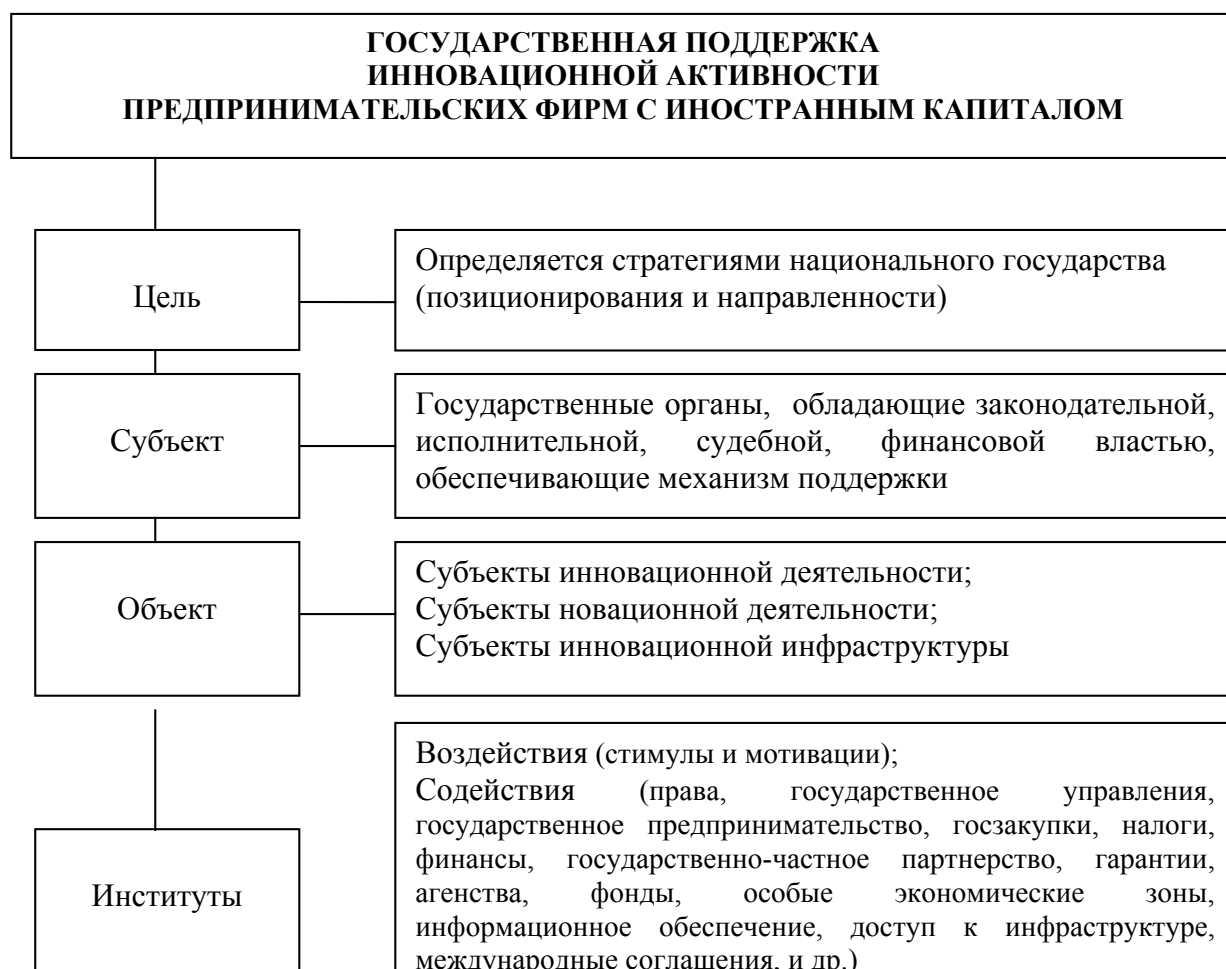 ГОСУДАРСТВЕННАЯ ПОДДЕРЖКА
ИННОВАЦИОННОЙ АКТИВНОСТИ
ПРЕДПРИНИМАТЕЛЬСКИХ ФИРМ С ИНОСТРАННЫМ КАПИТАЛОМ
Цель
Определяется стратегиями национального государства
(позиционирования и направленности)
Субъект
Государственные органы, обладающие законодательной,
исполнительной, судебной, финансовой властью,
обеспечивающие механизм поддержки
Объект
Субъекты инновационной деятельности;
Субъекты новационной деятельности;
Субъекты инновационной инфраструктуры
Институты
Воздействия (стимулы и мотивации);
Содействия (права, государственное управления,
государственное предпринимательство, госзакупки, налоги,
финансы, государственно-частное партнерство, гарантии,
агенства, фонды, особые экономические зоны,
информационное обеспечение, доступ к инфраструктуре,
международные соглашения, и др.)